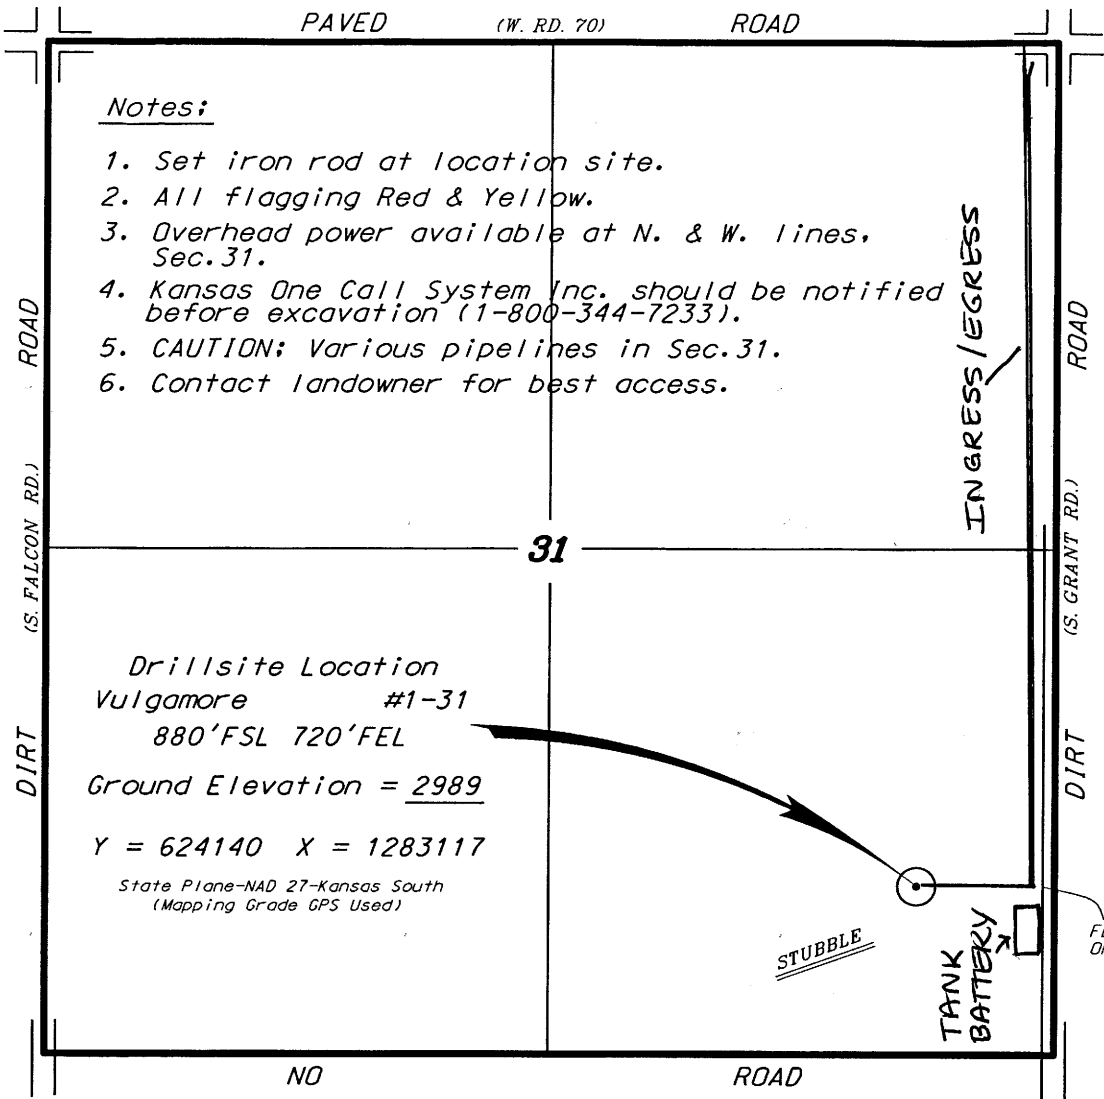 PAVED (W. RD. 70) ROAD
Notes:
1. Set iron rod at location site.
2. All flagging Red & Yellow.
3. Overhead power available at N. & W. lines,
Sec.31.
4. Kansas One Call System Inc. should be notified
before excavation (1-800-344-7233).
5. CAUTION: Various pipelines in Sec.31.
6. Contact landowner for best access.
INGRESS/EGRESS
ROAD
(S. FALCON RD.)
DIRT
ROAD
(S. GRANT RD.)
DIRT
31
Drillsite Location
Vulgamore #1-31
880'FSL 720'FEL
Ground Elevation = 2989
Y = 624140 X = 1283117
State Plane-NAD 27-Kansas South
(Mapping Grade GPS Used)
STUBBLE
TANK
BATTERY
NO ROAD